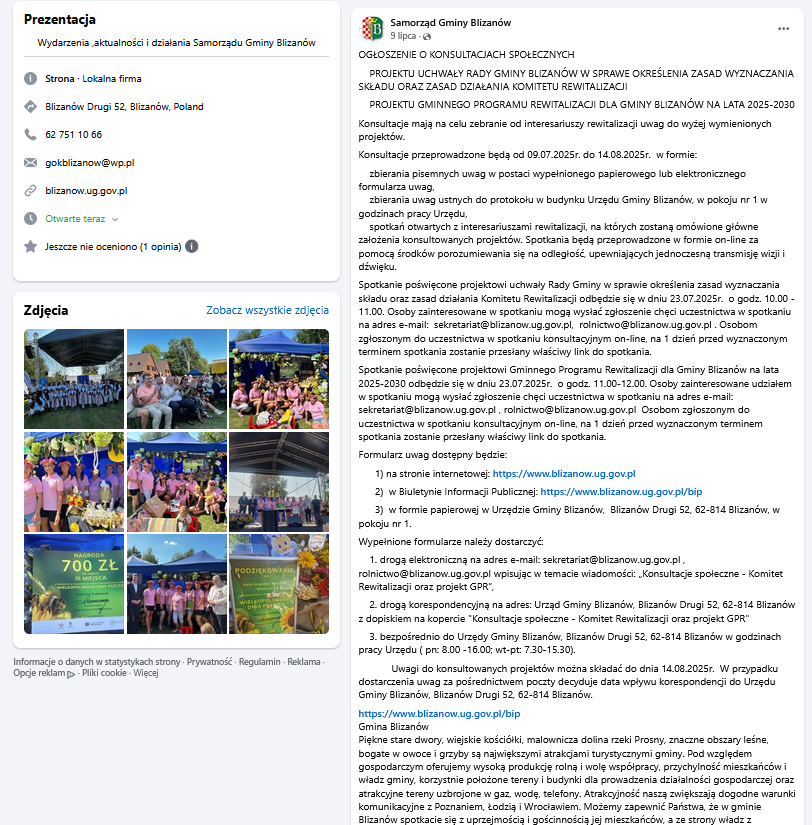 Prezentacja
Wydarzenia ,aktualności i działania Samorządu Gminy Blizanów
Strona · Lokalna firma
Blizanów Drugi 52, Blizanów, Poland
62 751 10 66
gokblizanow@wp.pl
blizanow.ug.gov.pl
Otwarte teraz
Jeszcze nie oceniono (1 opinia)
Zdjęcia
Zobacz wszystkie zdjęcia
NAGRODA
700 ZŁ
III MIEJSCA
PODZIĘKOWANIE
Informacje o danych w statystykach strony · Prywatność · Regulamin · Reklama ·
Opcje reklam · Pliki cookie · Więcej
Samorząd Gminy Blizanów
9 lipca ·
OGŁOSZENIE O KONSULTACJACH SPOŁECZNYCH
PROJEKTU UCHWAŁY RADY GMINY BLIZANÓW W SPRAWE OKREŚLENIA ZASAD WYZNACZANIA
SKŁADU ORAZ ZASAD DZIAŁANIA KOMITETU REWITALIZACJI
PROJEKTU GMINNEGO PROGRAMU REWITALIZACJI DLA GMINY BLIZANÓW NA LATA 2025-2030
Konsultacje mają na celu zebranie od interesariuszy rewitalizacji uwag do wyżej wymienionych
projektów.
Konsultacje przeprowadzone będą od 09.07.2025r. do 14.08.2025r. w formie:
zbierania pisemnych uwag w postaci wypełnionego papierowego lub elektronicznego
formularza uwag,
zbierania uwag ustnych do protokołu w budynku Urzędu Gminy Blizanów, w pokoju nr 1 w
godzinach pracy Urzędu,
spotkań otwartych z interesariuszami rewitalizacji, na których zostaną omówione główne
założenia konsultowanych projektów. Spotkania będą przeprowadzone w formie on-line za
pomocą środków porozumiewania się na odległość, upewniających jednoczesną transmisję wizji i
dźwięku.
Spotkanie poświęcone projektowi uchwały Rady Gminy w sprawie określenia zasad wyznaczania
składu oraz zasad działania Komitetu Rewitalizacji odbędzie się w dniu 23.07.2025r. o godz. 10.00 -
11.00. Osoby zainteresowane w spotkaniu mogą wysłać zgłoszenie chęci uczestnictwa w spotkaniu
na adres e-mail: sekretariat@blizanow.ug.gov.pl, rolnictwo@blizanow.ug.gov.pl . Osobom
zgłoszonym do uczestnictwa w spotkaniu konsultacyjnym on-line, na 1 dzień przed wyznaczonym
terminem spotkania zostanie przesłany właściwy link do spotkania.
Spotkanie poświęcone projektowi Gminnego Programu Rewitalizacji dla Gminy Blizanów na lata
2025-2030 odbędzie się w dniu 23.07.2025r. o godz. 11.00-12.00. Osoby zainteresowane udziałem
w spotkaniu mogą wysłać zgłoszenie chęci uczestnictwa w spotkaniu na adres e-mail:
sekretariat@blizanow.ug.gov.pl , rolnictwo@blizanow.ug.gov.pl Osobom zgłoszonym do
uczestnictwa w spotkaniu konsultacyjnym on-line, na 1 dzień przed wyznaczonym terminem
spotkania zostanie przesłany właściwy link do spotkania.
Formularz uwag dostępny będzie:
1) na stronie internetowej: https://www.blizanow.ug.gov.pl
2) w Biuletynie Informacji Publicznej: https://www.blizanow.ug.gov.pl/bip
3) w formie papierowej w Urzędzie Gminy Blizanów, Blizanów Drugi 52, 62-814 Blizanów, w
pokoju nr 1.
Wypełnione formularze należy dostarczyć:
1. drogą elektroniczną na adres e-mail: sekretariat@blizanow.ug.gov.pl ,
rolnictwo@blizanow.ug.gov.pl wpisując w temacie wiadomości: „Konsultacje społeczne - Komitet
Rewitalizacji oraz projekt GPR”,
2. drogą korespondencyjną na adres: Urząd Gminy Blizanów, Blizanów Drugi 52, 62-814 Blizanów
z dopiskiem na kopercie "Konsultacje społeczne - Komitet Rewitalizacji oraz projekt GPR”
3. bezpośrednio do Urzędy Gminy Blizanów, Blizanów Drugi 52, 62-814 Blizanów w godzinach
pracy Urzędu ( pn: 8.00 -16.00; wt-pt: 7.30-15.30).
Uwagi do konsultowanych projektów można składać do dnia 14.08.2025r. W przypadku
dostarczenia uwag za pośrednictwem poczty decyduje data wpływu korespondencji do Urzędu
Gminy Blizanów, Blizanów Drugi 52, 62-814 Blizanów.
https://www.blizanow.ug.gov.pl/bip
Gmina Blizanów
Piękne stare dwory, wiejskie kościółki, malownicza dolina rzeki Prosny, znaczne obszary leśne,
bogate w owoce i grzyby są największymi atrakcjami turystycznymi gminy. Pod względem
gospodarczym oferujemy wysoką produkcję rolną i wolę współpracy, przychylność mieszkańców i
władz gminy, korzystnie położone tereny i budynki dla prowadzenia działalności gospodarczej oraz
atrakcyjne tereny uzbrojone w gaz, wodę, telefony. Atrakcyjność naszą zwiększają dogodne warunki
komunikacyjne z Poznaniem, Łodzią i Wrocławiem. Możemy zapewnić Państwa, że w gminie
Blizanów spotkacie się z uprzejmością i gościnnością jej mieszkańców, a ze strony władz z